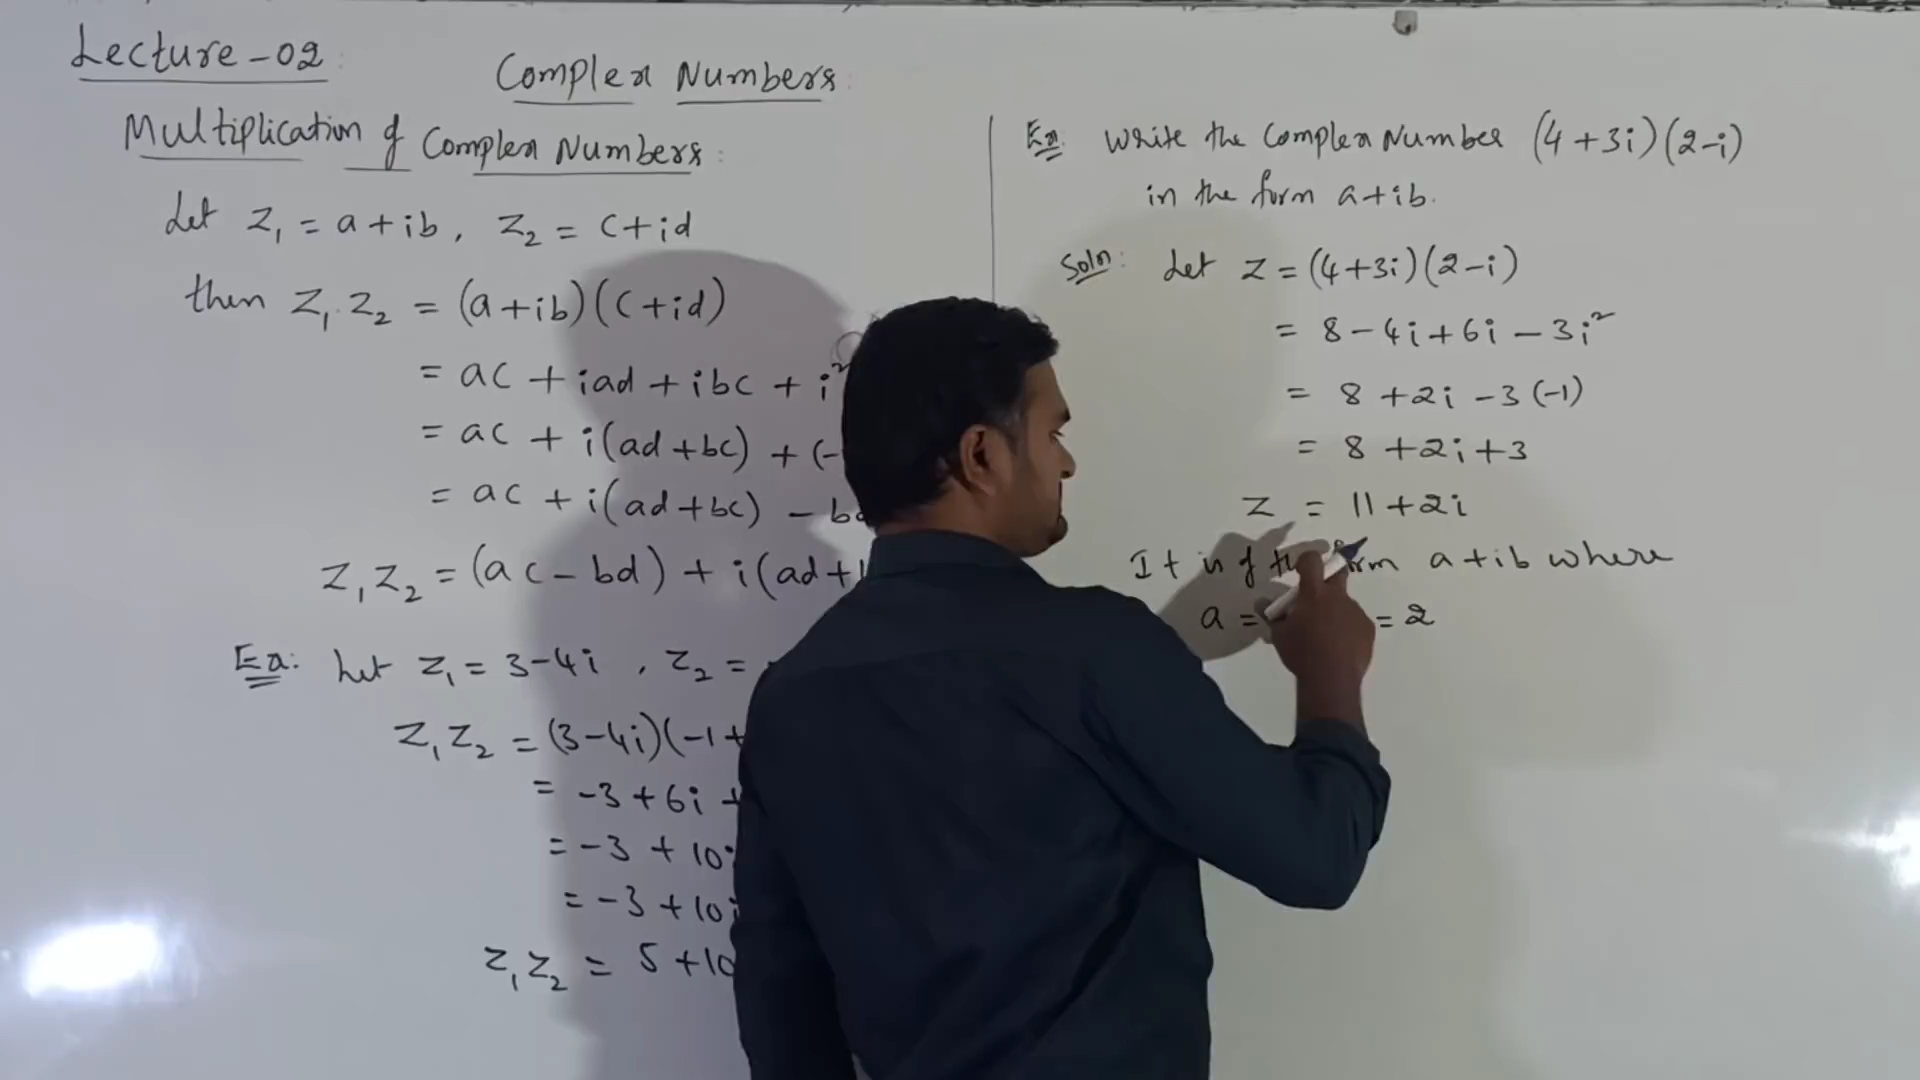 Lecture-02:
Complex Numbers:
Multiplication of Complex Numbers:
Let z₁ = a+ib, z₂ = c+id
then z₁.z₂ = (a+ib)(c+id)
= ac + iad + ibc + i²
= ac + i(ad+bc) + (-
= ac + i(ad+bc) - bd
z₁z₂ = (ac-bd) + i(ad+
Ex: Let z₁ = 3-4i, z₂ =
z₁z₂ = (3-4i)(-1+
= -3+6i +
= -3+10i
= -3+10i
z₁z₂ = 5+10
Ex: Write the Complex Number (4+3i)(2-i)
in the form a+ib.
Soln: Let z = (4+3i)(2-i)
= 8-4i+6i-3i²
= 8+2i-3(-1)
= 8+2i+3
z = 11+2i
It is of the form a+ib where
a = = 2